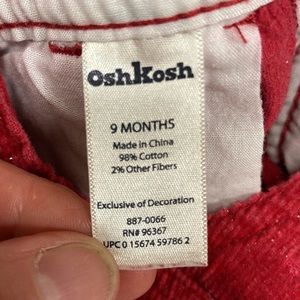 OshKosh
9 MONTHS
Made in China
98% Cotton
2% Other Fibers
Exclusive of Decoration
887-0066
RN# 96367
UPC 0 15674 59786 2